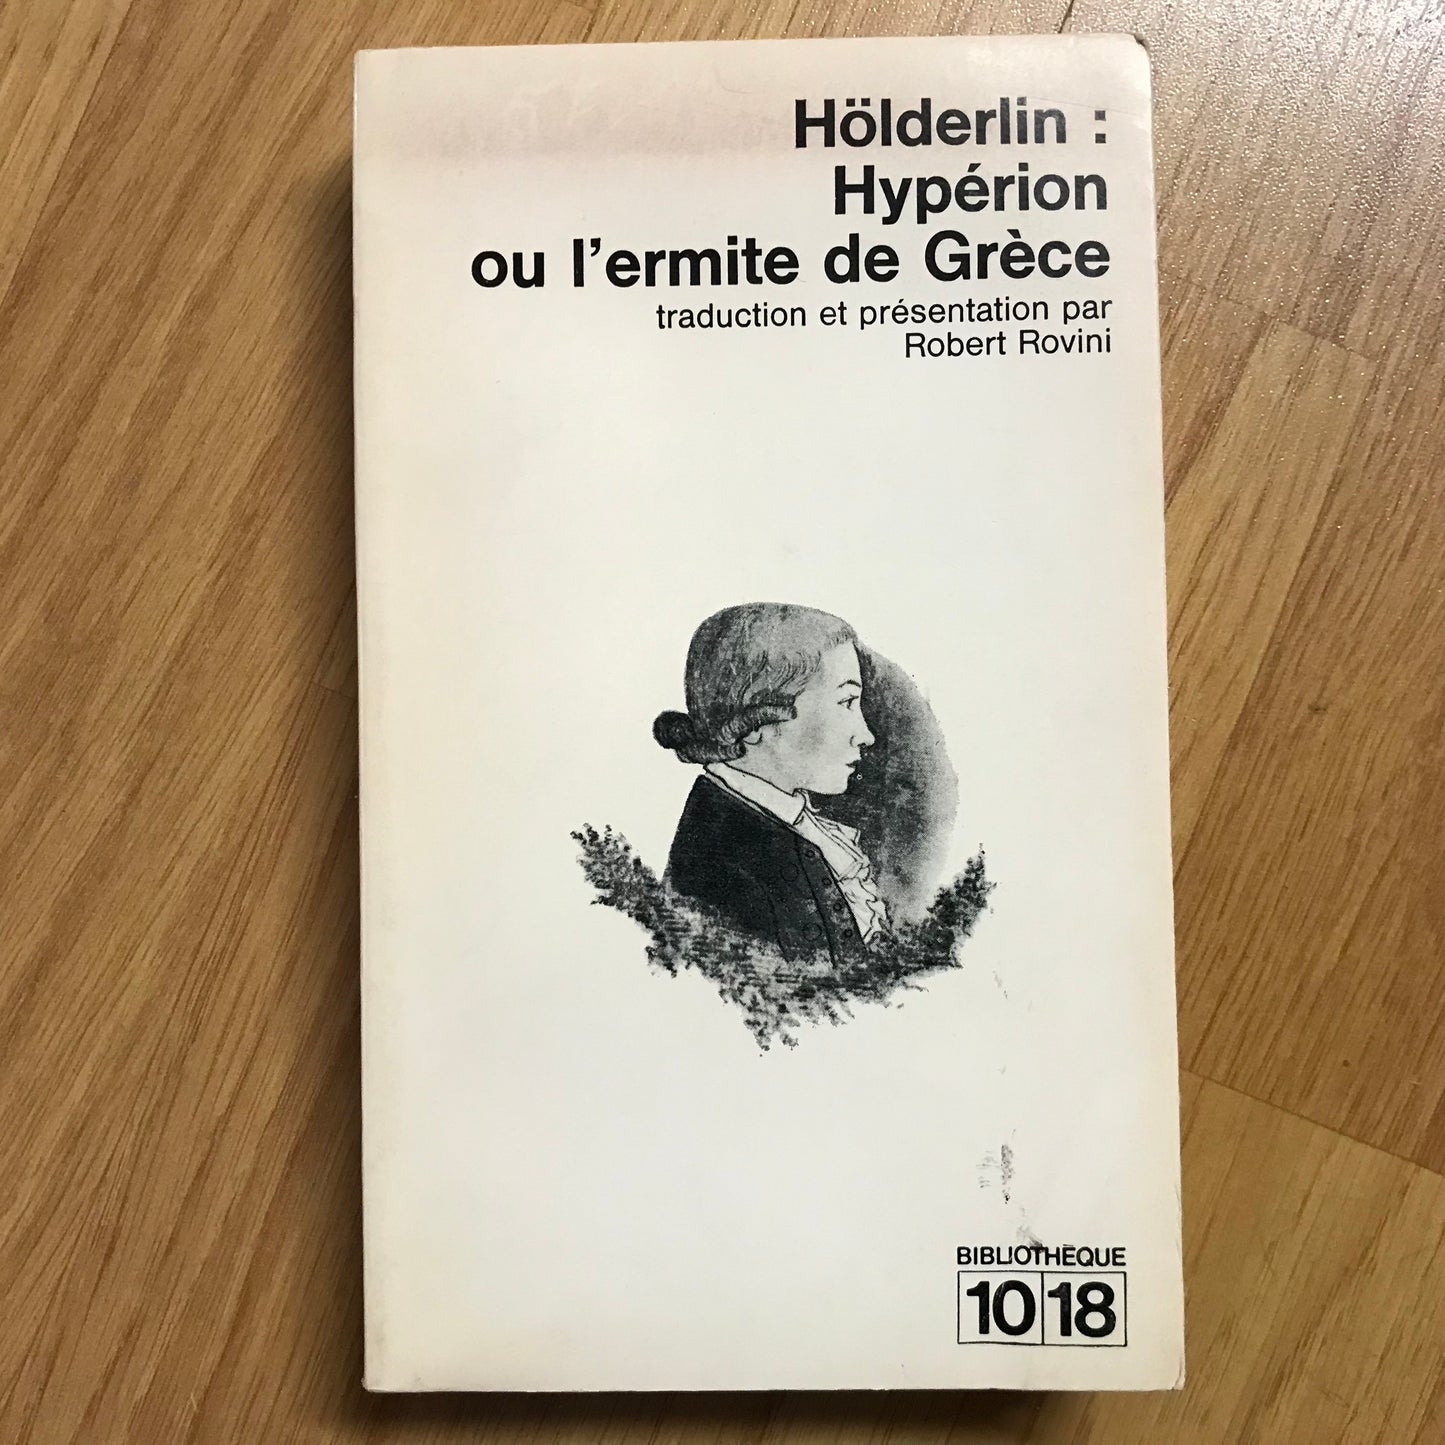 Hölderlin :
Hypérion
ou l’ermite de Grèce
traduction et présentation par
Robert Rovini
BIBLIOTHÈQUE
10 18